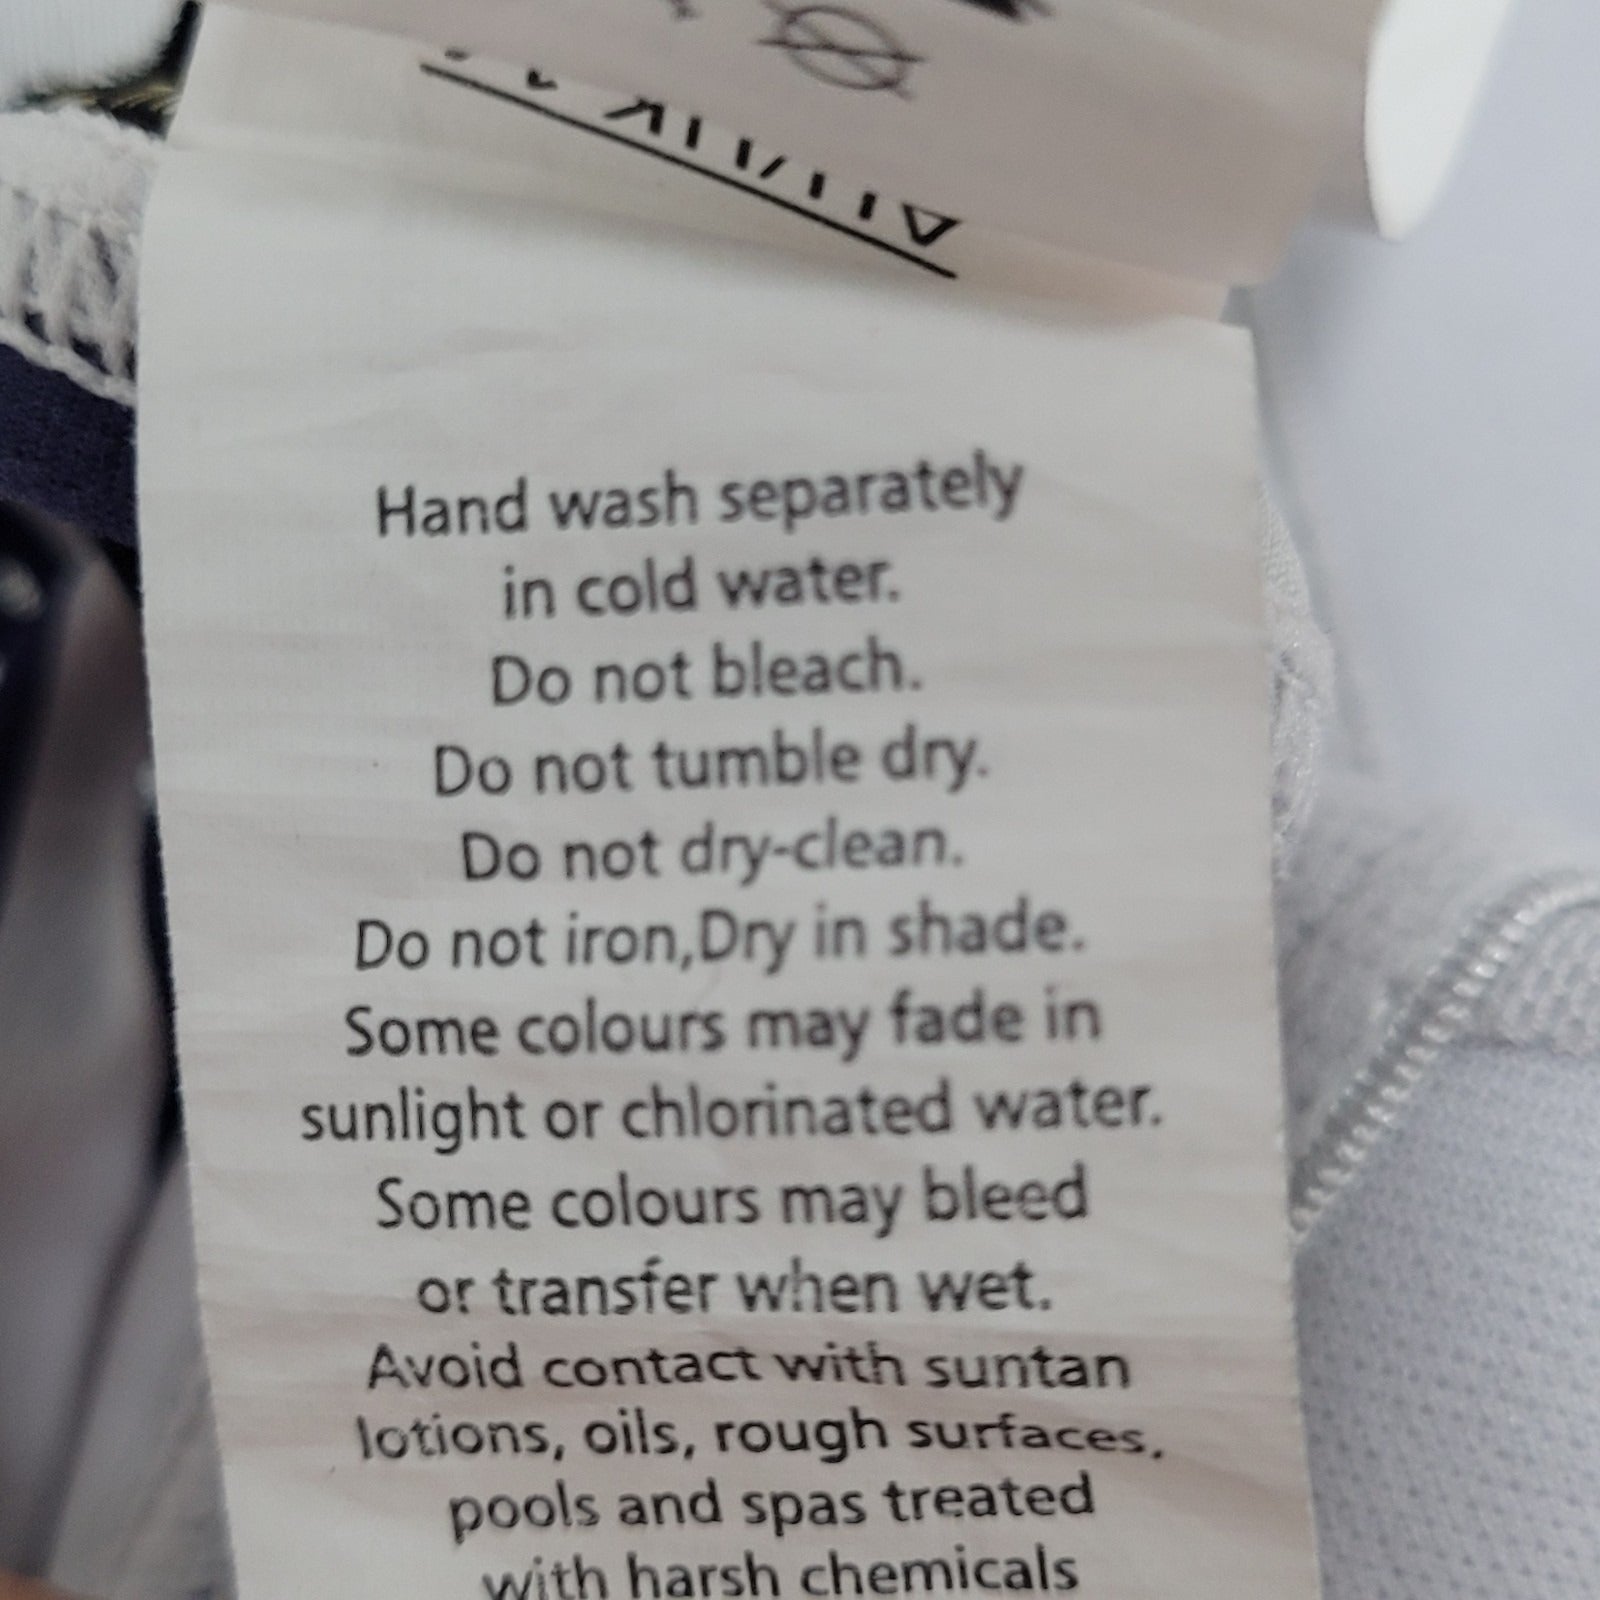 Hand wash separately
in cold water.
Do not bleach.
Do not tumble dry.
Do not dry-clean.
Do not iron,Dry in shade.
Some colours may fade in
sunlight or chlorinated water.
Some colours may bleed
or transfer when wet.
Avoid contact with suntan
lotions, oils, rough surfaces,
pools and spas treated
with harsh chemicals